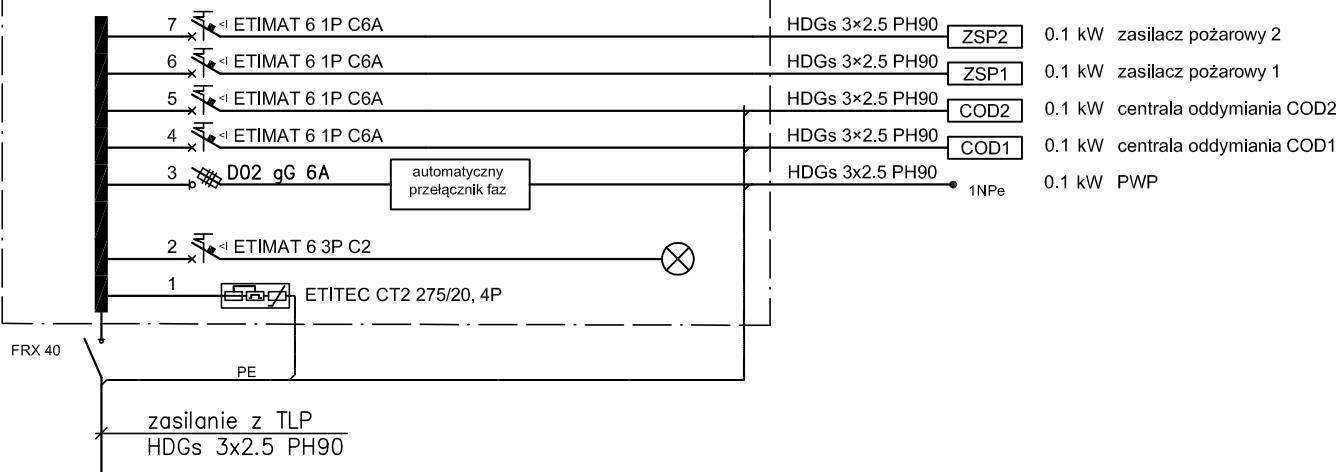 7 ETIMAT 6 1P C6A HDGs 3×2.5 PH90 ZSP2 0.1 kW zasilacz pożarowy 2
6 ETIMAT 6 1P C6A HDGs 3×2.5 PH90 ZSP1 0.1 kW zasilacz pożarowy 1
5 ETIMAT 6 1P C6A HDGs 3×2.5 PH90 COD2 0.1 kW centrala oddymiania COD2
4 ETIMAT 6 1P C6A HDGs 3×2.5 PH90 COD1 0.1 kW centrala oddymiania COD1
3 D02 gG 6A automatyczny przełącznik faz HDGs 3x2.5 PH90 1NPe 0.1 kW PWP
2 ETIMAT 6 3P C2
1 ETITEC CT2 275/20, 4P
FRX 40
PE
zasilanie z TLP
HDGs 3x2.5 PH90